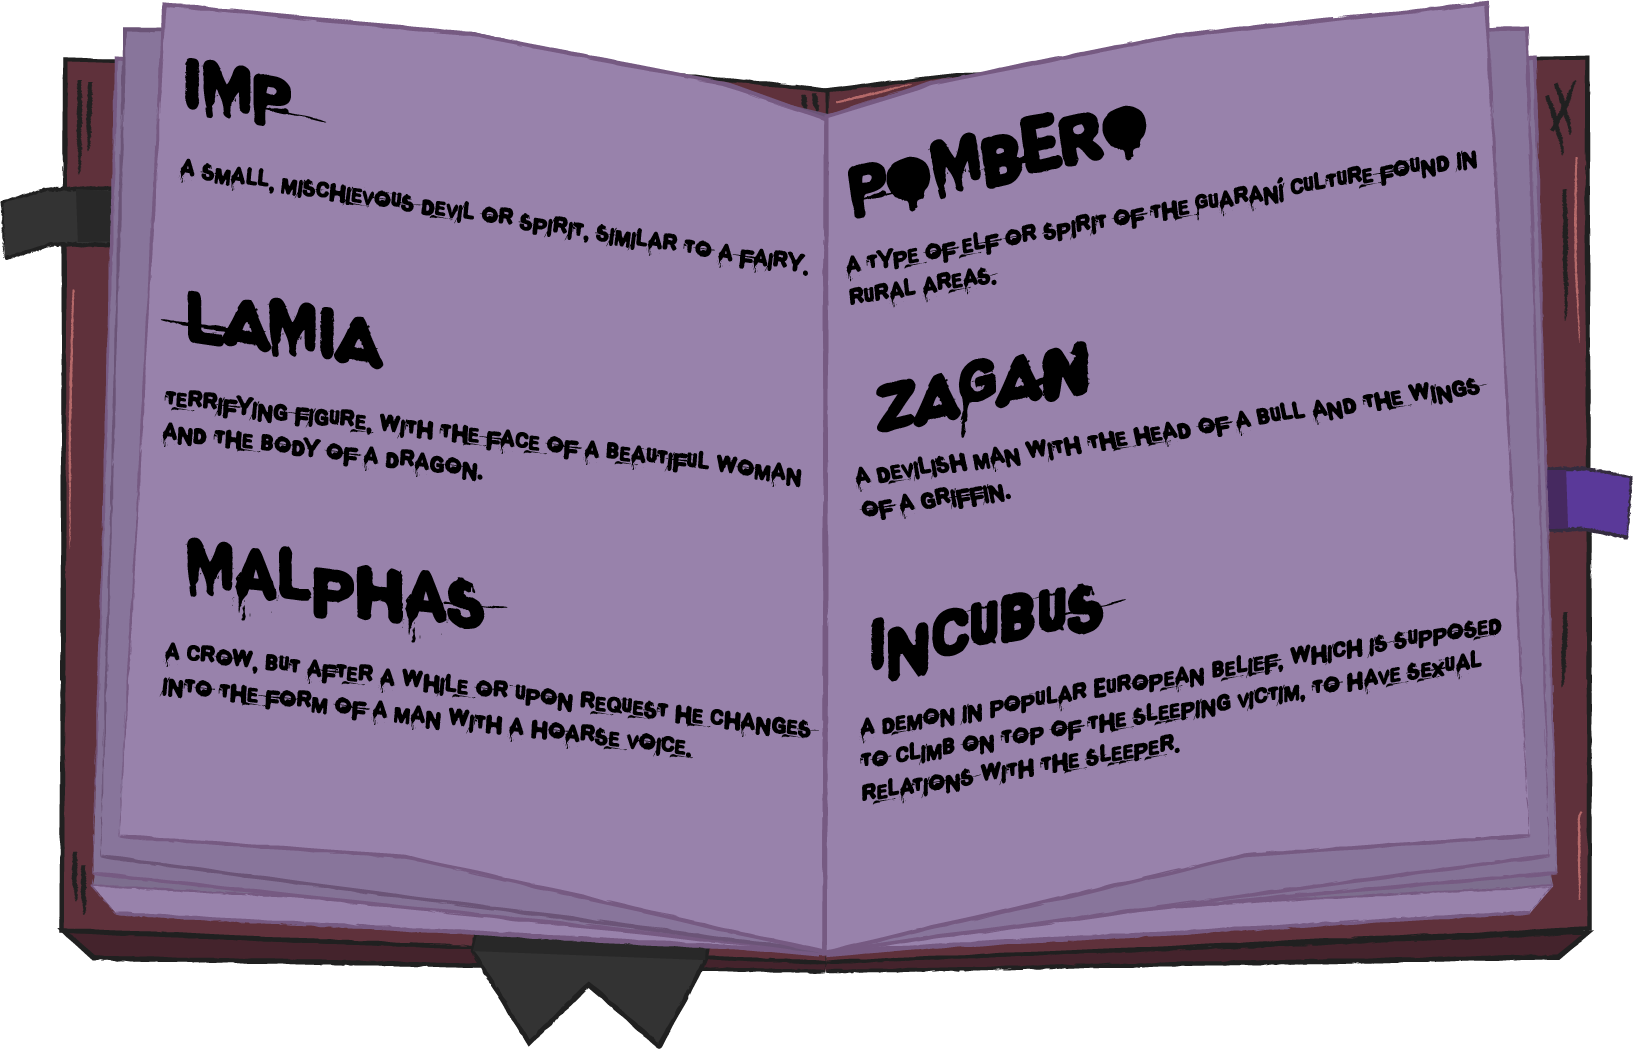 IMP
A SMALL, MISCHIEVOUS DEVIL OR SPIRIT, SIMILAR TO A FAIRY.
LAMIA
TERRIFYING FIGURE, WITH THE FACE OF A BEAUTIFUL WOMAN
AND THE BODY OF A DRAGON.
MALPHAS
A CROW, BUT AFTER A WHILE OR UPON REQUEST HE CHANGES
INTO THE FORM OF A MAN WITH A HOARSE VOICE.
POMBERO
A TYPE OF ELF OR SPIRIT OF THE GUARANÍ CULTURE FOUND IN
RURAL AREAS.
ZAGAN
A DEVILISH MAN WITH THE HEAD OF A BULL AND THE WINGS
OF A GRIFFIN.
INCUBUS
A DEMON IN POPULAR EUROPEAN BELIEF, WHICH IS SUPPOSED
TO CLIMB ON TOP OF THE SLEEPING VICTIM, TO HAVE SEXUAL
RELATIONS WITH THE SLEEPER.